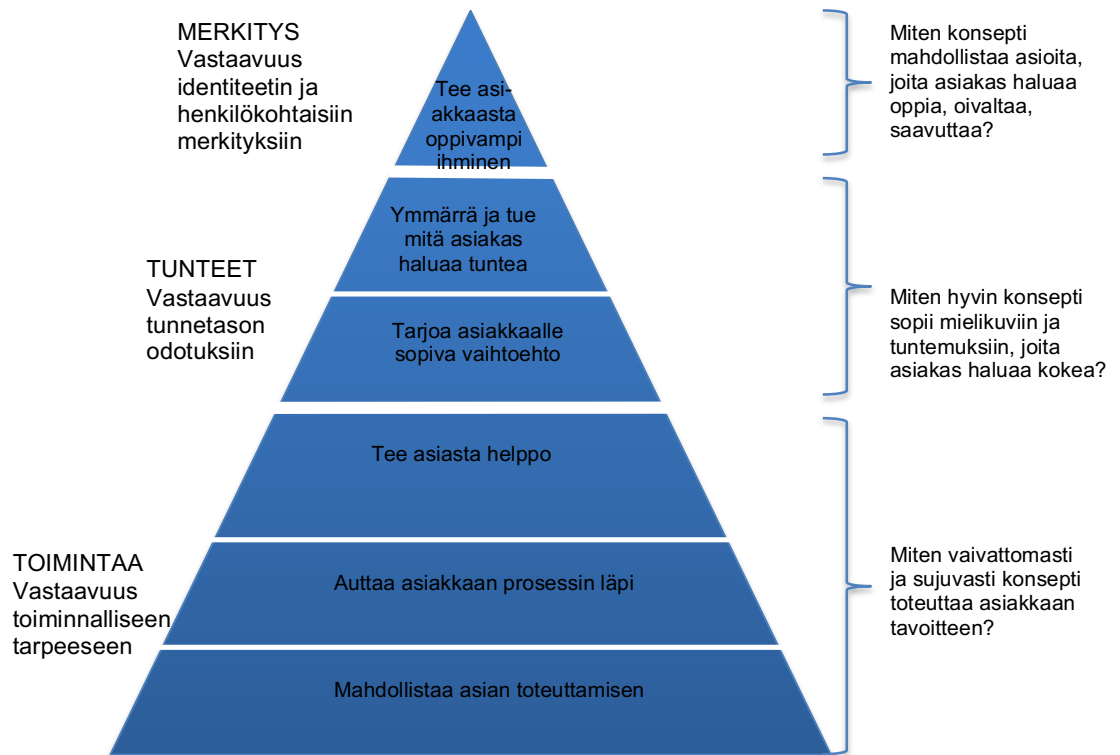 MERKITYS
Vastaavuus
identiteetin ja
henkilökohtaisiin
merkityksiin
Tee asi-
akkaasta
oppivampi
ihminen
Miten konsepti
mahdollistaa asioita,
joita asiakas haluaa
oppia, oivaltaa,
saavuttaa?
TUNTEET
Vastaavuus
tunnetason
odotuksiin
Ymmärrä ja tue
mitä asiakas
haluaa tuntea
Tarjoa asiakkaalle
sopiva vaihtoehto
Miten hyvin konsepti
sopii mielikuviin ja
tuntemuksiin, joita
asiakas haluaa kokea?
TOIMINTAA
Vastaavuus
toiminnalliseen
tarpeeseen
Tee asiasta helppo
Auttaa asiakkaan prosessin läpi
Mahdollistaa asian toteuttamisen
Miten vaivattomasti
ja sujuvasti konsepti
toteuttaa asiakkaan
tavoitteen?